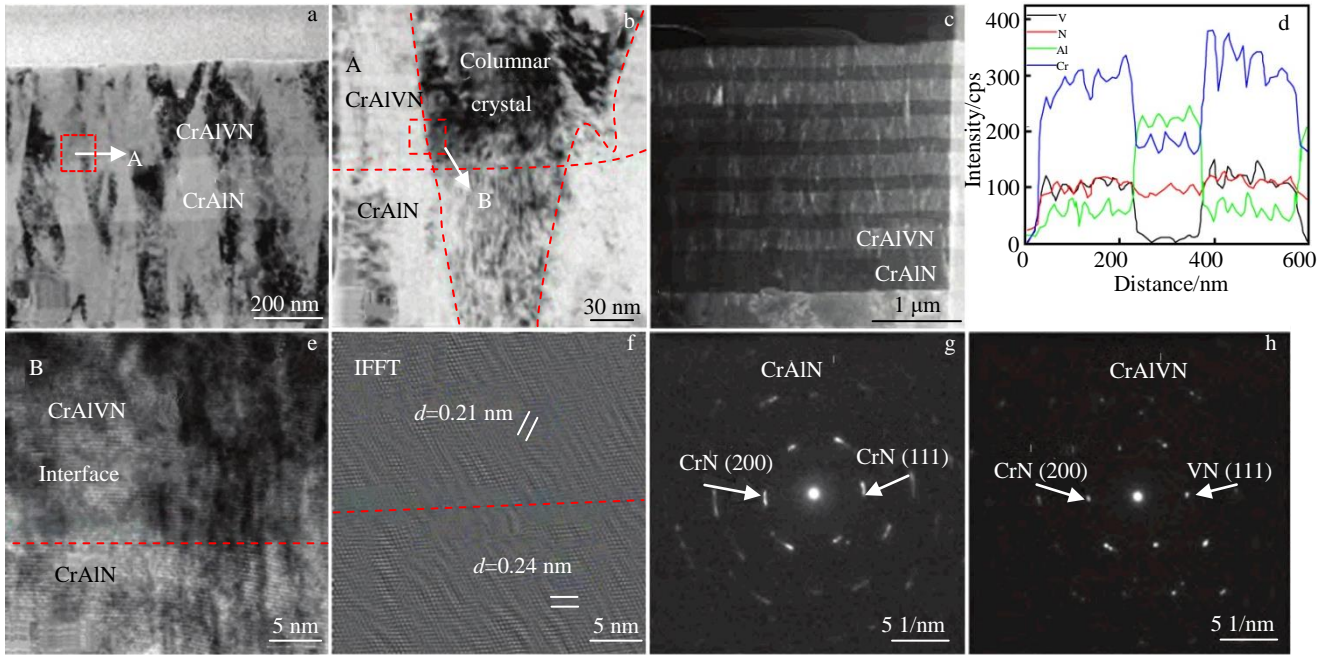 a
CrAlVN
A
CrAlN
200 nm
b
A
Columnar
crystal
CrAlVN
B
CrAlN
30 nm
c
CrAlVN
CrAlN
1 μm
d
V
N
Al
Cr
400
300
200
100
0
Intensity/cps
0 200 400 600
Distance/nm
e
B
CrAlVN
Interface
CrAlN
5 nm
f
IFFT
d=0.21 nm
d=0.24 nm
5 nm
g
CrAlN
CrN (200)
CrN (111)
5 1/nm
h
CrAlVN
CrN (200)
VN (111)
5 1/nm